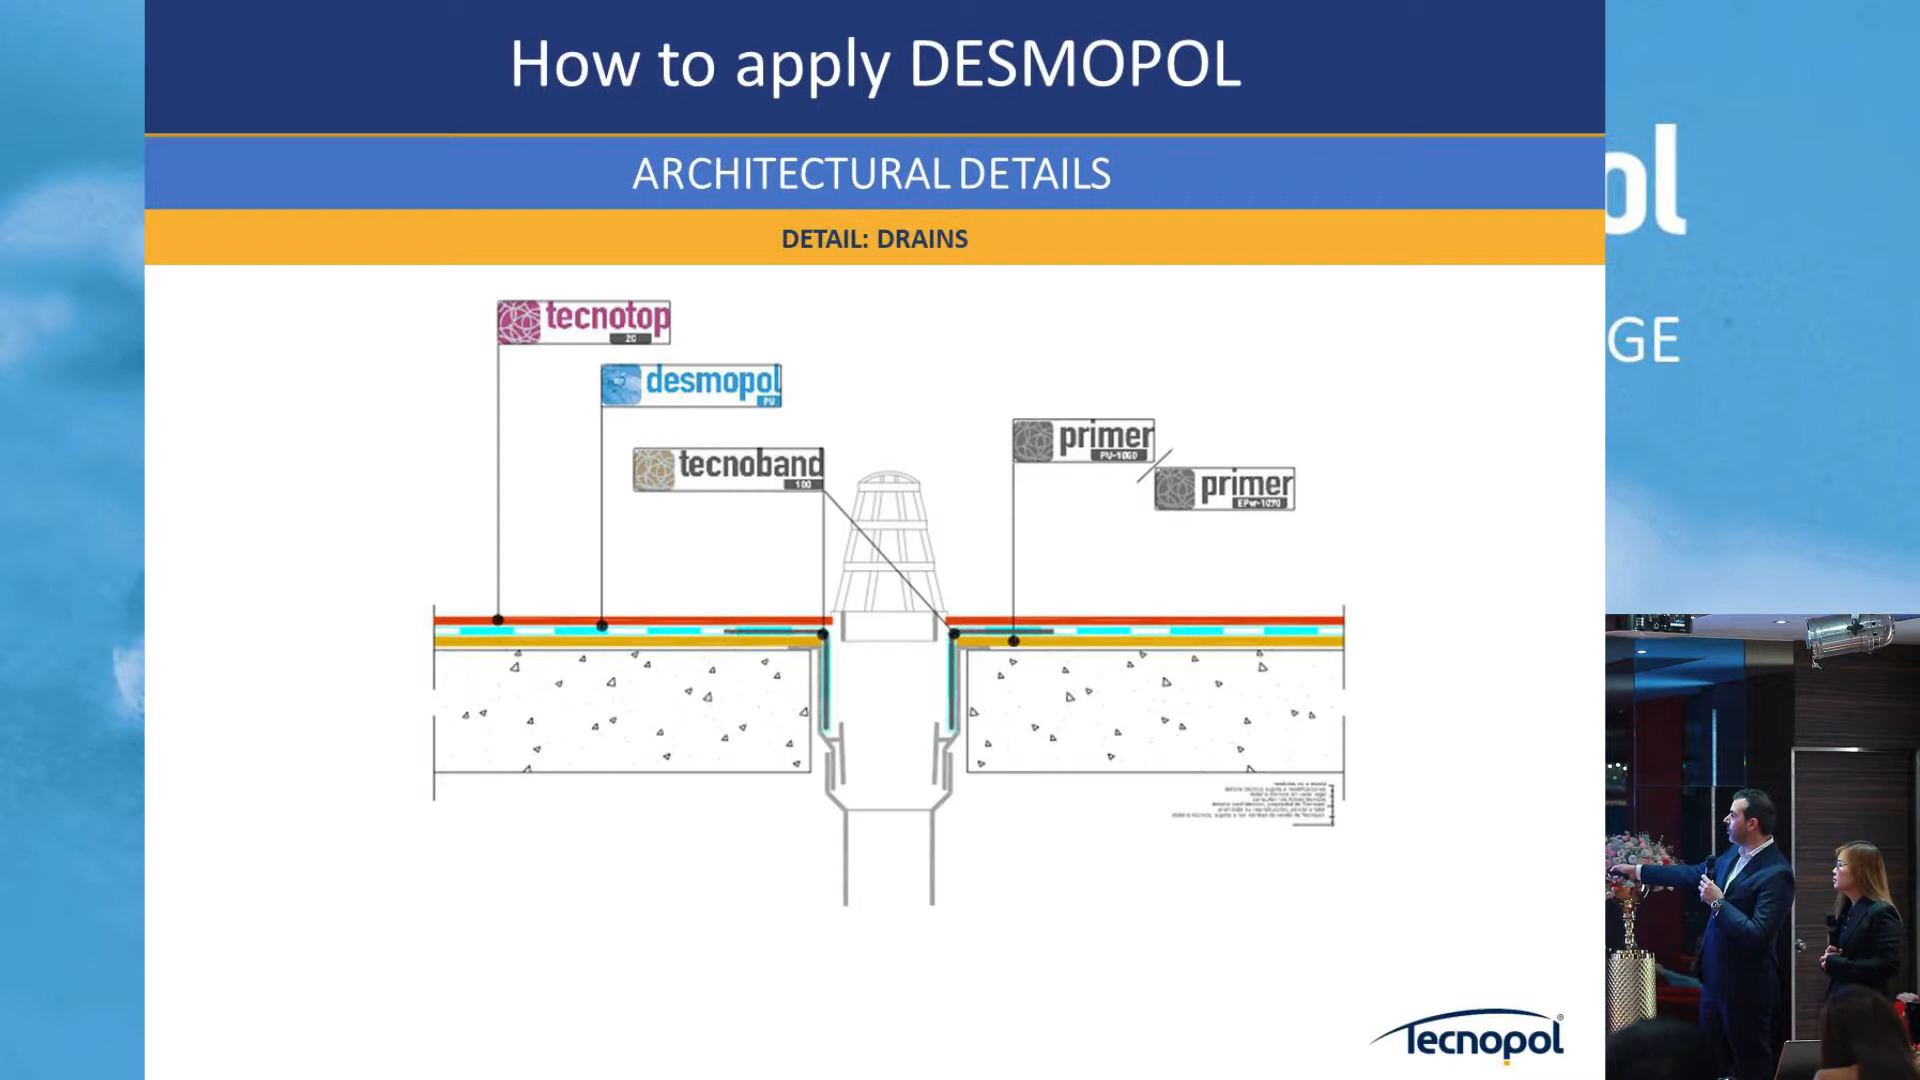 How to apply DESMOPOL
ARCHITECTURAL DETAILS
DETAIL: DRAINS
ol
GE
tecnotop
2C
desmopol
PU
tecnoband
100
primer
PU-1000
primer
EPw-1070
Tecnopol